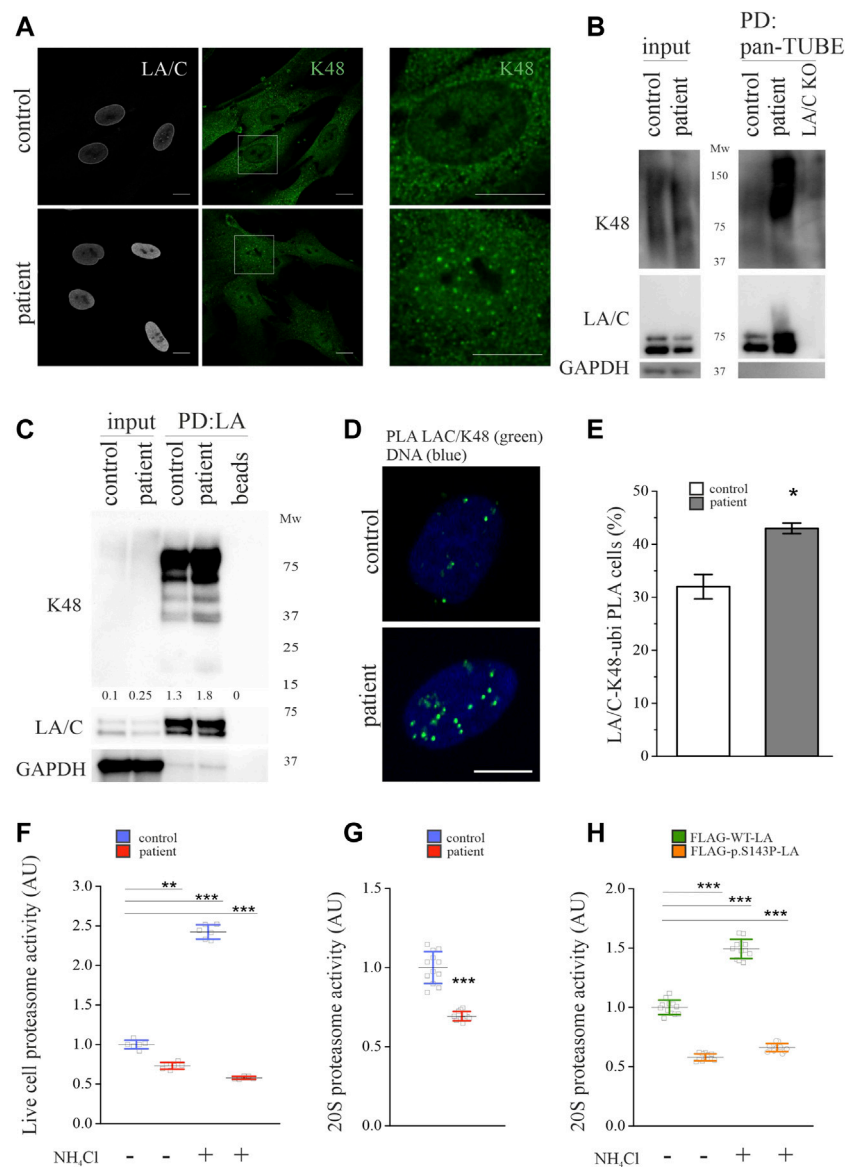 A
LA/C
K48
K48
control
patient
B
input
PD:
pan-TUBE
control
patient
control
patient
LA/C KO
Mw
150
K48
75
37
LA/C
75
GAPDH
37
C
input
PD:LA
control
patient
control
patient
beads
Mw
75
K48
37
25
15
0.1 0.25 1.3 1.8 0
75
LA/C
GAPDH
37
D
PLA LAC/K48 (green)
DNA (blue)
control
patient
E
control
patient
*
LA/C-K48-ubi PLA cells (%)
50
40
30
20
10
0
F
control
patient
Live cell proteasome activity (AU)
3.0
2.5
2.0
1.5
1.0
0.5
0.0
**
***
***
NH₄Cl - - + +
G
control
patient
20S proteasome activity (AU)
1.5
1.0
0.5
0.0
***
H
FLAG-WT-LA
FLAG-p.S143P-LA
20S proteasome activity (AU)
2.0
1.5
1.0
0.5
0.0
***
***
***
NH₄Cl - - + +